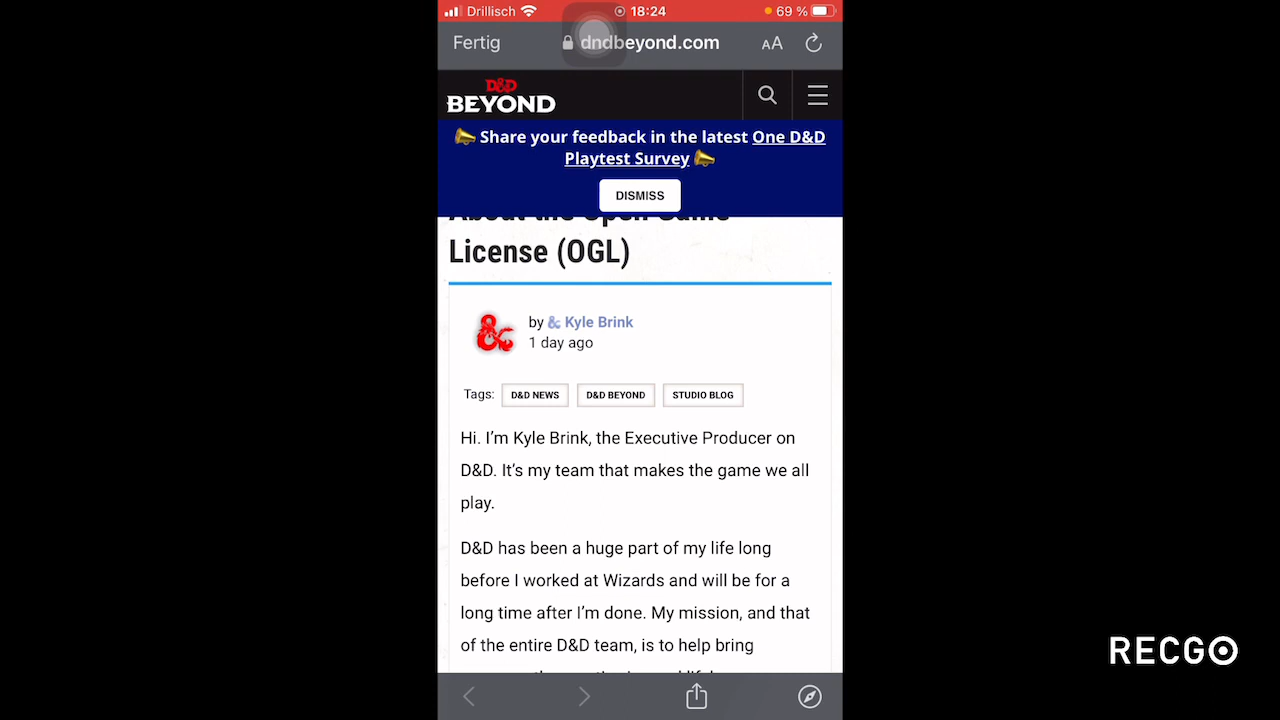 Drillisch 18:24 69 %
Fertig dndbeyond.com AA
D&D
BEYOND
Share your feedback in the latest One D&D
Playtest Survey
DISMISS
About the Open Game
License (OGL)
by & Kyle Brink
1 day ago
Tags: D&D NEWS D&D BEYOND STUDIO BLOG
Hi. I'm Kyle Brink, the Executive Producer on
D&D. It's my team that makes the game we all
play.
D&D has been a huge part of my life long
before I worked at Wizards and will be for a
long time after I'm done. My mission, and that
of the entire D&D team, is to help bring
RECGO